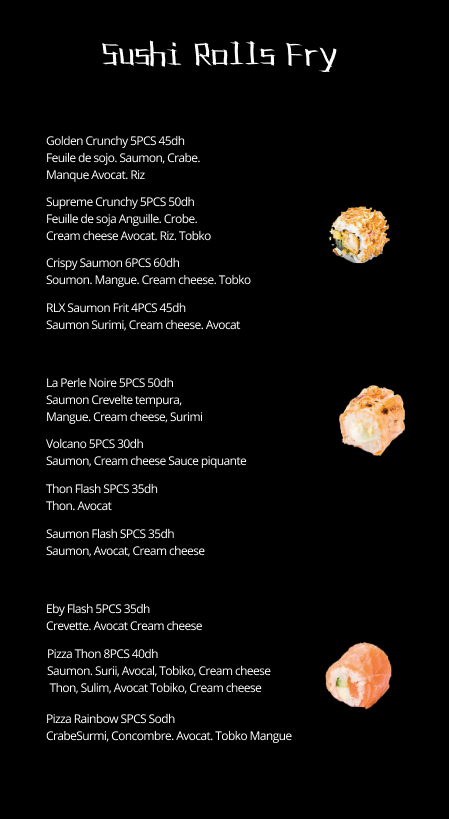 Sushi Rolls Fry
Golden Crunchy 5PCS 45dh
Feuile de sojo. Saumon, Crabe.
Manque Avocat. Riz
Supreme Crunchy 5PCS 50dh
Feuille de soja Anguille. Crobe.
Cream cheese Avocat. Riz. Tobko
Crispy Saumon 6PCS 60dh
Soumon. Mangue. Cream cheese. Tobko
RLX Saumon Frit 4PCS 45dh
Saumon Surimi, Cream cheese. Avocat
La Perle Noire 5PCS 50dh
Saumon Crevelte tempura,
Mangue. Cream cheese, Surimi
Volcano 5PCS 30dh
Saumon, Cream cheese Sauce piquante
Thon Flash SPCS 35dh
Thon. Avocat
Saumon Flash SPCS 35dh
Saumon, Avocat, Cream cheese
Eby Flash 5PCS 35dh
Crevette. Avocat Cream cheese
Pizza Thon 8PCS 40dh
Saumon. Surii, Avocal, Tobiko, Cream cheese
Thon, Sulim, Avocat Tobiko, Cream cheese
Pizza Rainbow SPCS Sodh
CrabeSurmi, Concombre. Avocat. Tobko Mangue